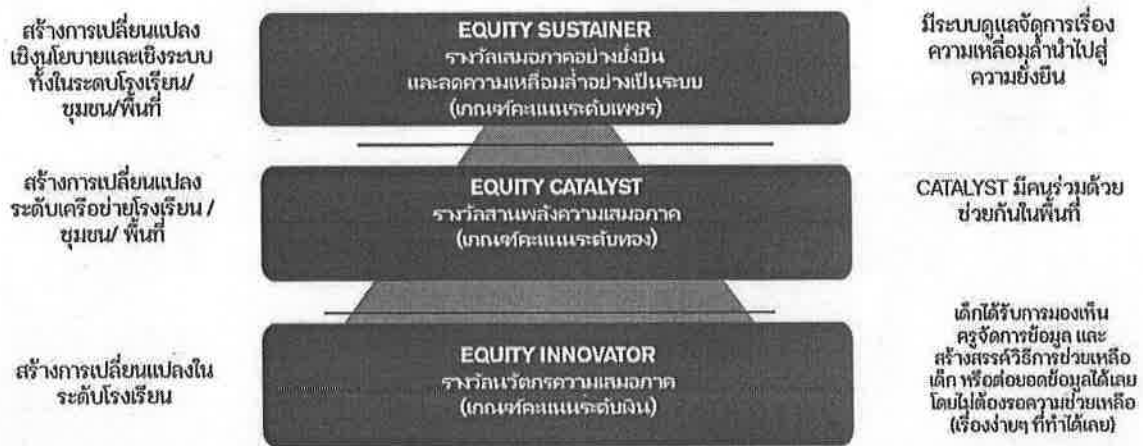 สร้างการเปลี่ยนแปลง
เชิงนโยบายและเชิงระบบ
ทั้งในระดับโรงเรียน/
ชุมชน/พื้นที่
EQUITY SUSTAINER
รางวัลเสมอภาคอย่างยั่งยืน
และลดความเหลื่อมล้ำอย่างเป็นระบบ
(เกณฑ์คะแนนระดับเพชร)
มีระบบดูแลจัดการเรื่อง
ความเหลื่อมล้ำนำไปสู่
ความยั่งยืน
สร้างการเปลี่ยนแปลง
ระดับเครือข่ายโรงเรียน /
ชุมชน/ พื้นที่
EQUITY CATALYST
รางวัลสานพลังความเสมอภาค
(เกณฑ์คะแนนระดับทอง)
CATALYST มีคนร่วมด้วย
ช่วยกันในพื้นที่
สร้างการเปลี่ยนแปลงใน
ระดับโรงเรียน
EQUITY INNOVATOR
รางวัลนวัตกรความเสมอภาค
(เกณฑ์คะแนนระดับเงิน)
เด็กได้รับการมองเห็น
ครูจัดการข้อมูล และ
สร้างสรรค์วิธีการช่วยเหลือ
เด็ก หรือต่อยอดข้อมูลได้เลย
โดยไม่ต้องรอความช่วยเหลือ
(เรื่องง่ายๆ ที่ทำได้เลย)